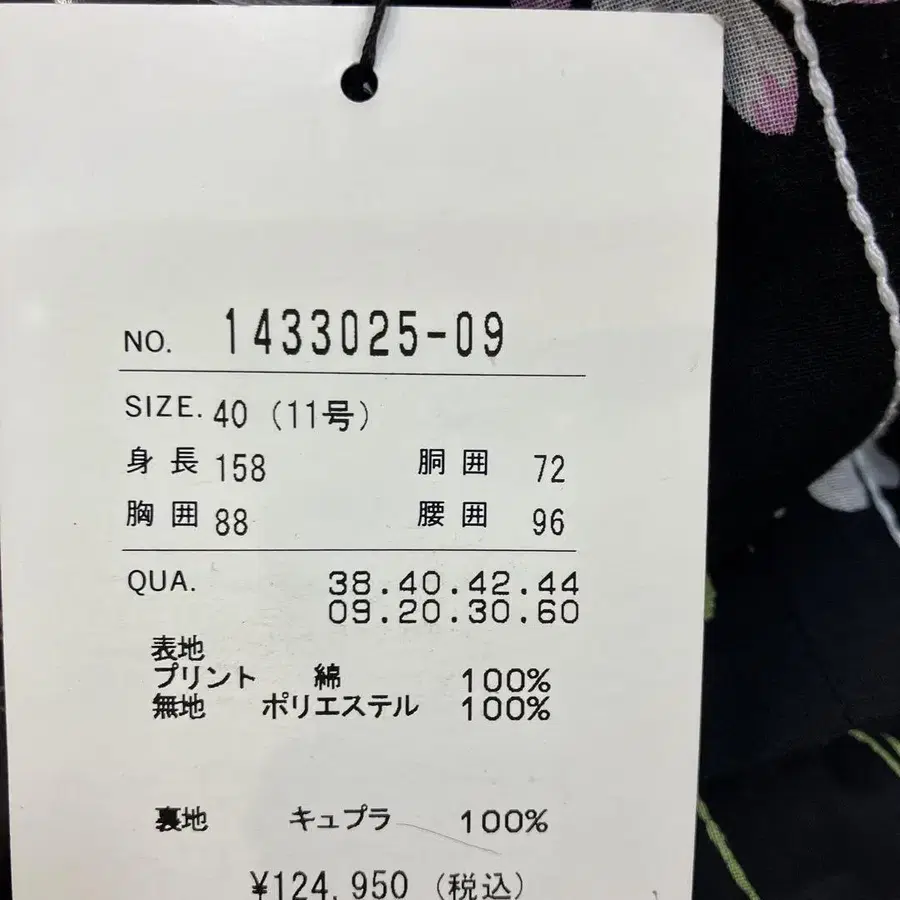 NO. 1433025-09
SIZE. 40 (11号)
身長 158 胴囲 72
胸囲 88 腰囲 96
QUA. 38.40.42.44
09.20.30.60
表地
プリント 綿 100%
無地 ポリエステル 100%
裏地 キュプラ 100%
¥124,950 (税込)